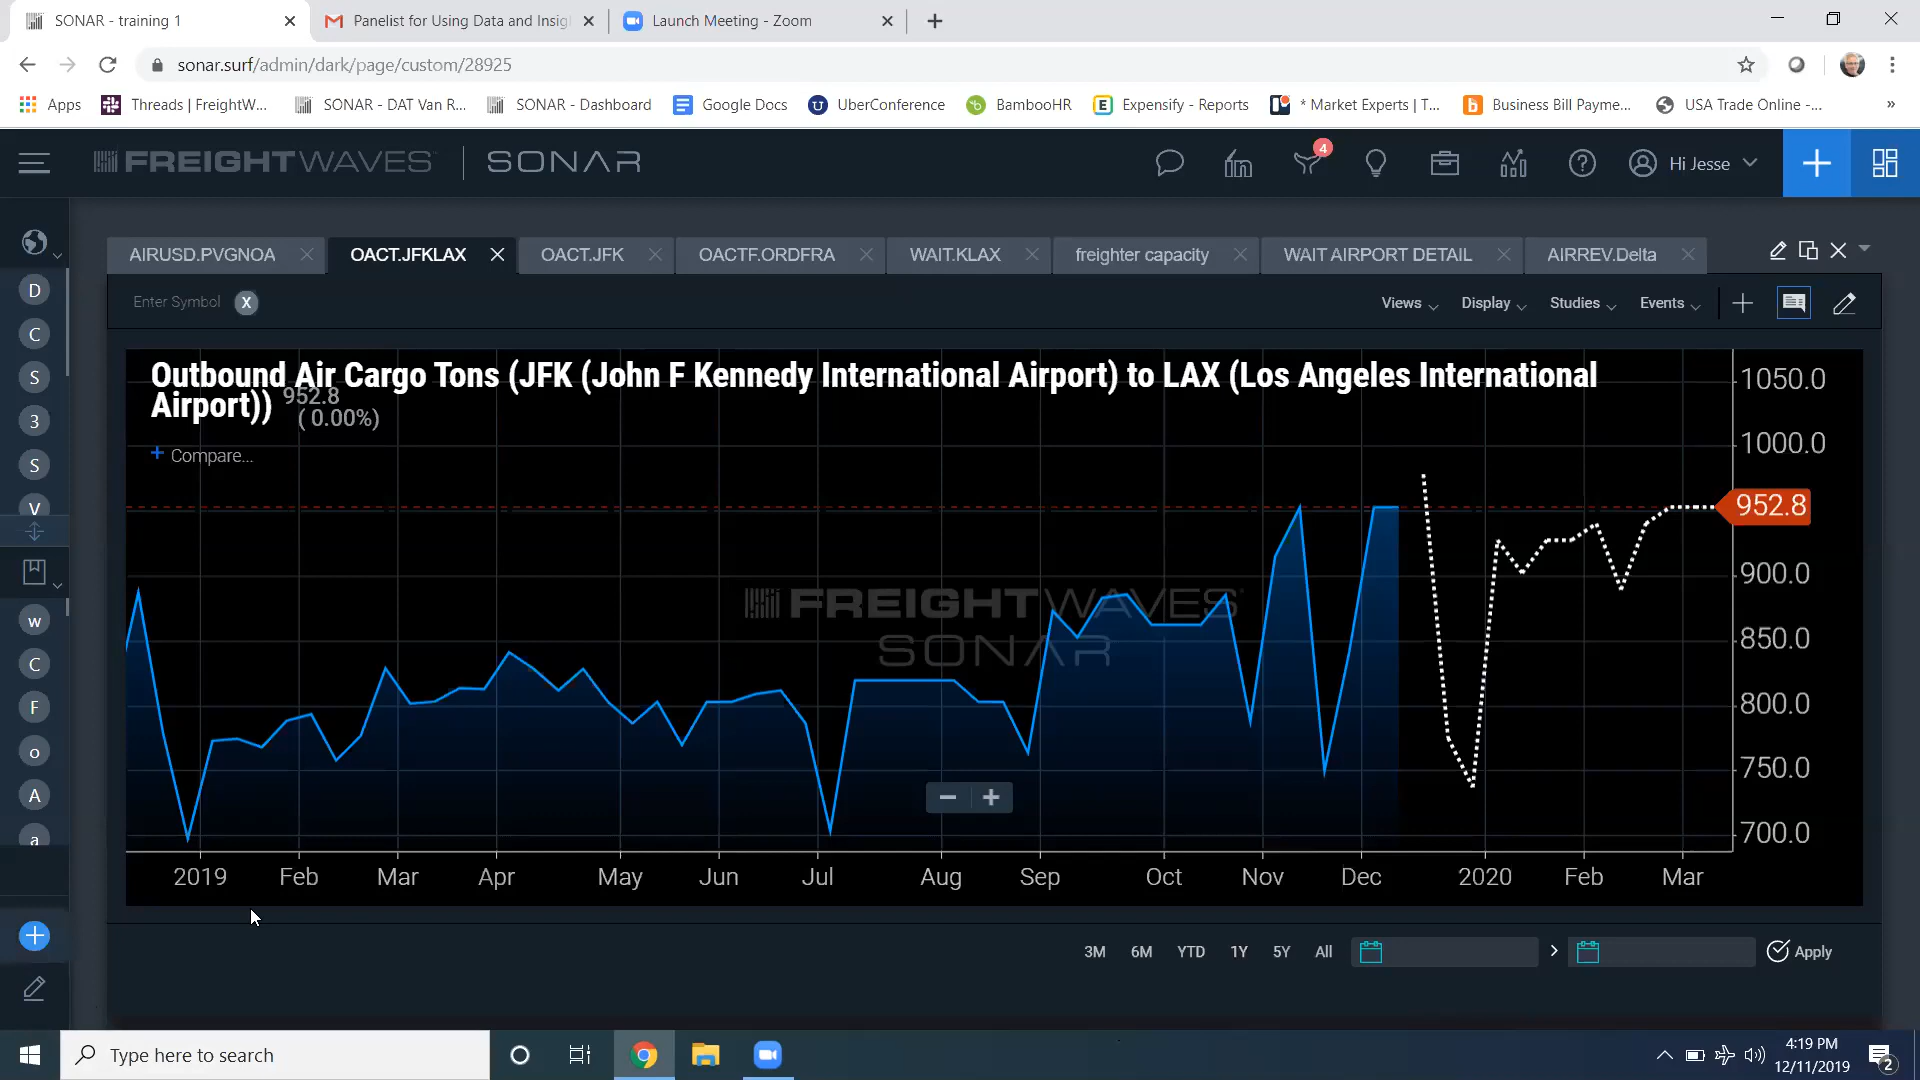 SONAR - training 1
Panelist for Using Data and Insig
Launch Meeting - Zoom
sonar.surf/admin/dark/page/custom/28925
Apps
Threads | FreightW...
SONAR - DAT Van R...
SONAR - Dashboard
Google Docs
UberConference
BambooHR
Expensify - Reports
* Market Experts | T...
Business Bill Payme...
USA Trade Online -...
»
FREIGHTWAVES SONAR
4
Hi Jesse
AIRUSD.PVGNOA
OACT.JFKLAX
OACT.JFK
OACTF.ORDFRA
WAIT.KLAX
freighter capacity
WAIT AIRPORT DETAIL
AIRREV.Delta
Enter Symbol X
Views
Display
Studies
Events
D
C
S
3
S
V
w
C
F
o
A
a
Outbound Air Cargo Tons (JFK (John F Kennedy International Airport) to LAX (Los Angeles International
Airport)) 952.8
( 0.00%)
+ Compare...
FREIGHTWAVES
SONAR
1050.0
1000.0
952.8
900.0
850.0
800.0
750.0
700.0
2019 Feb Mar Apr May Jun Jul Aug Sep Oct Nov Dec 2020 Feb Mar
3M 6M YTD 1Y 5Y All
Apply
Type here to search
4:19 PM
12/11/2019
2